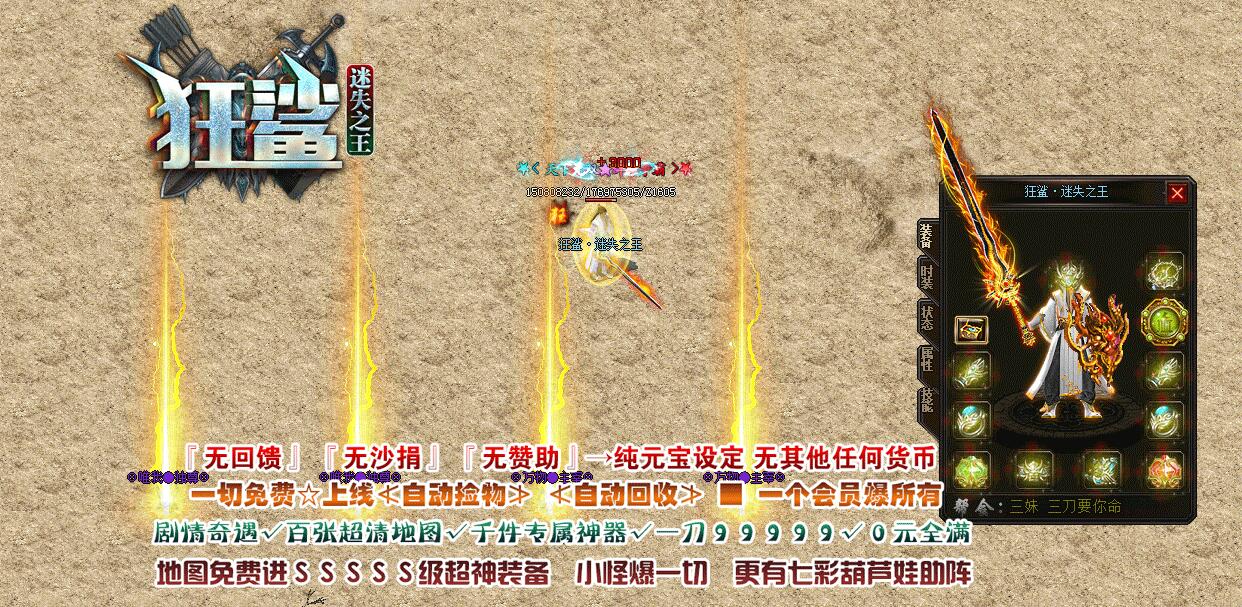 狂鲨
迷失之王
+3000
狂鲨·迷失之王
狂鲨·迷失之王
装备
时装
状态
属性
技能
帮会：三妹 三刀要你命
『无回馈』『无沙捐』『无赞助』→纯元宝设定 无其他任何货币
一切免费☆上线≮自动捡物≯ ≮自动回收≯ ■ 一个会员爆所有
剧情奇遇✓百张超清地图✓千件专属神器✓一刀99999✓0元全满
地图免费进SSSSS级超神装备 小怪爆一切 更有七彩葫芦娃助阵